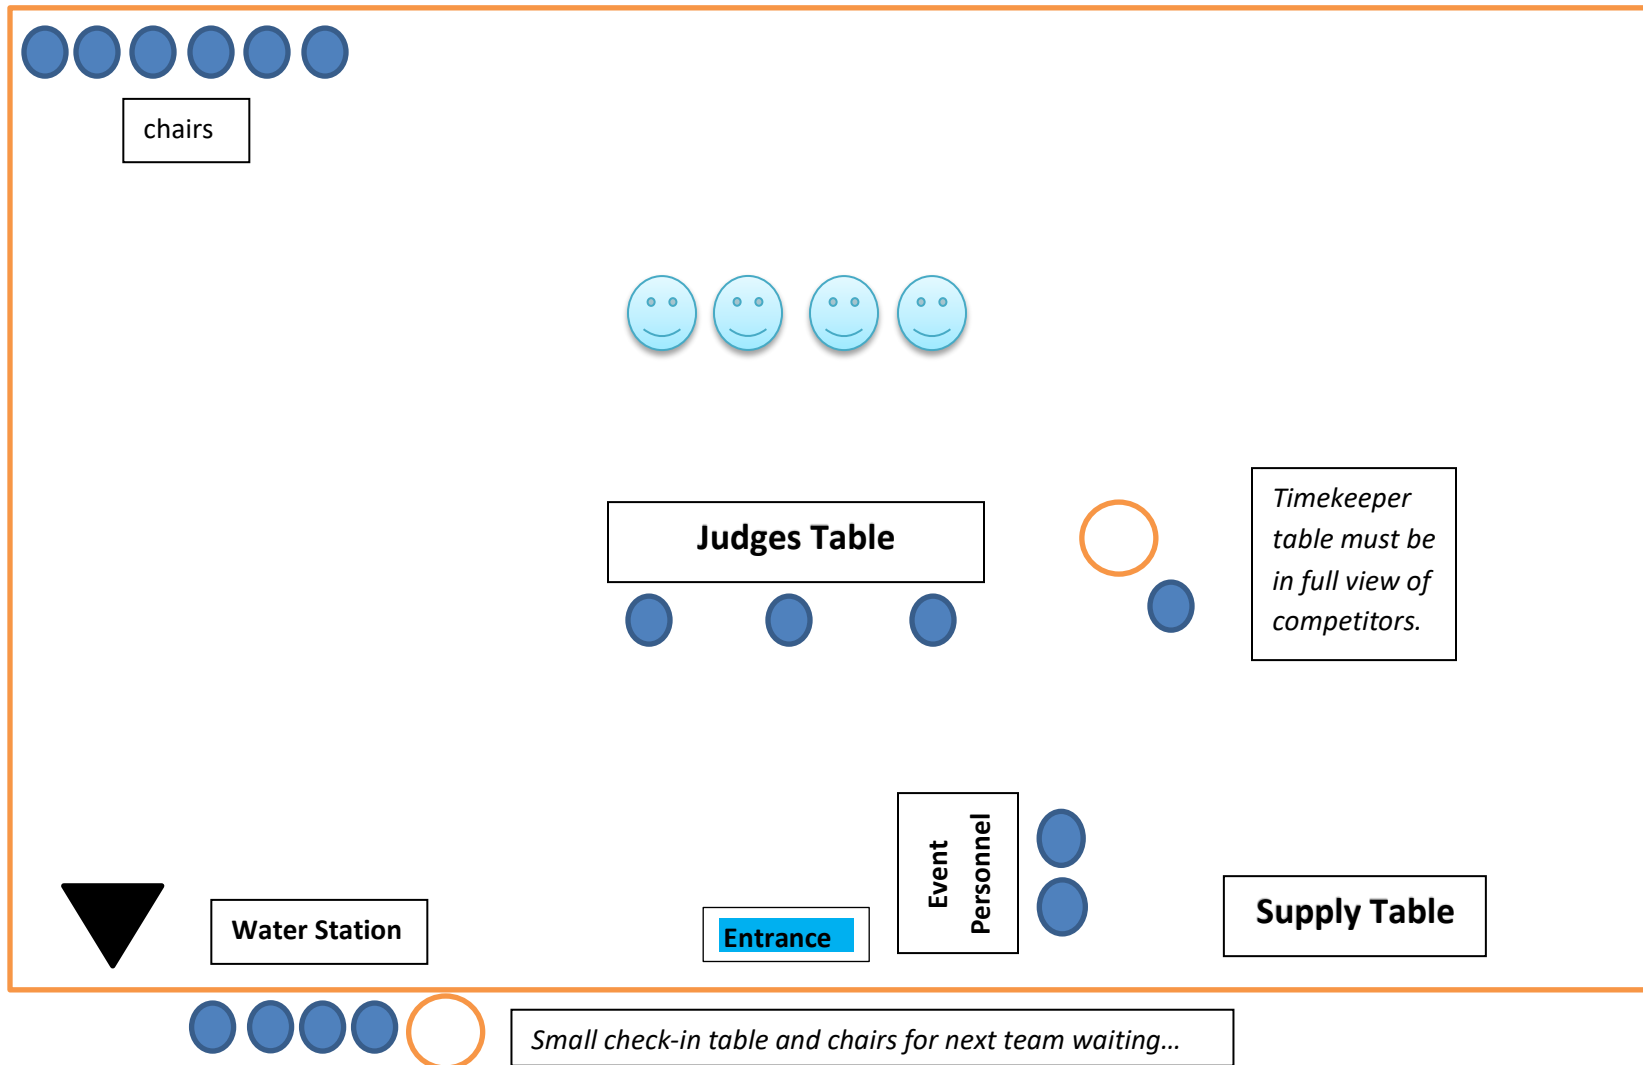 chairs
Judges Table
Timekeeper
table must be
in full view of
competitors.
Event
Personnel
Water Station
Entrance
Supply Table
Small check-in table and chairs for next team waiting…